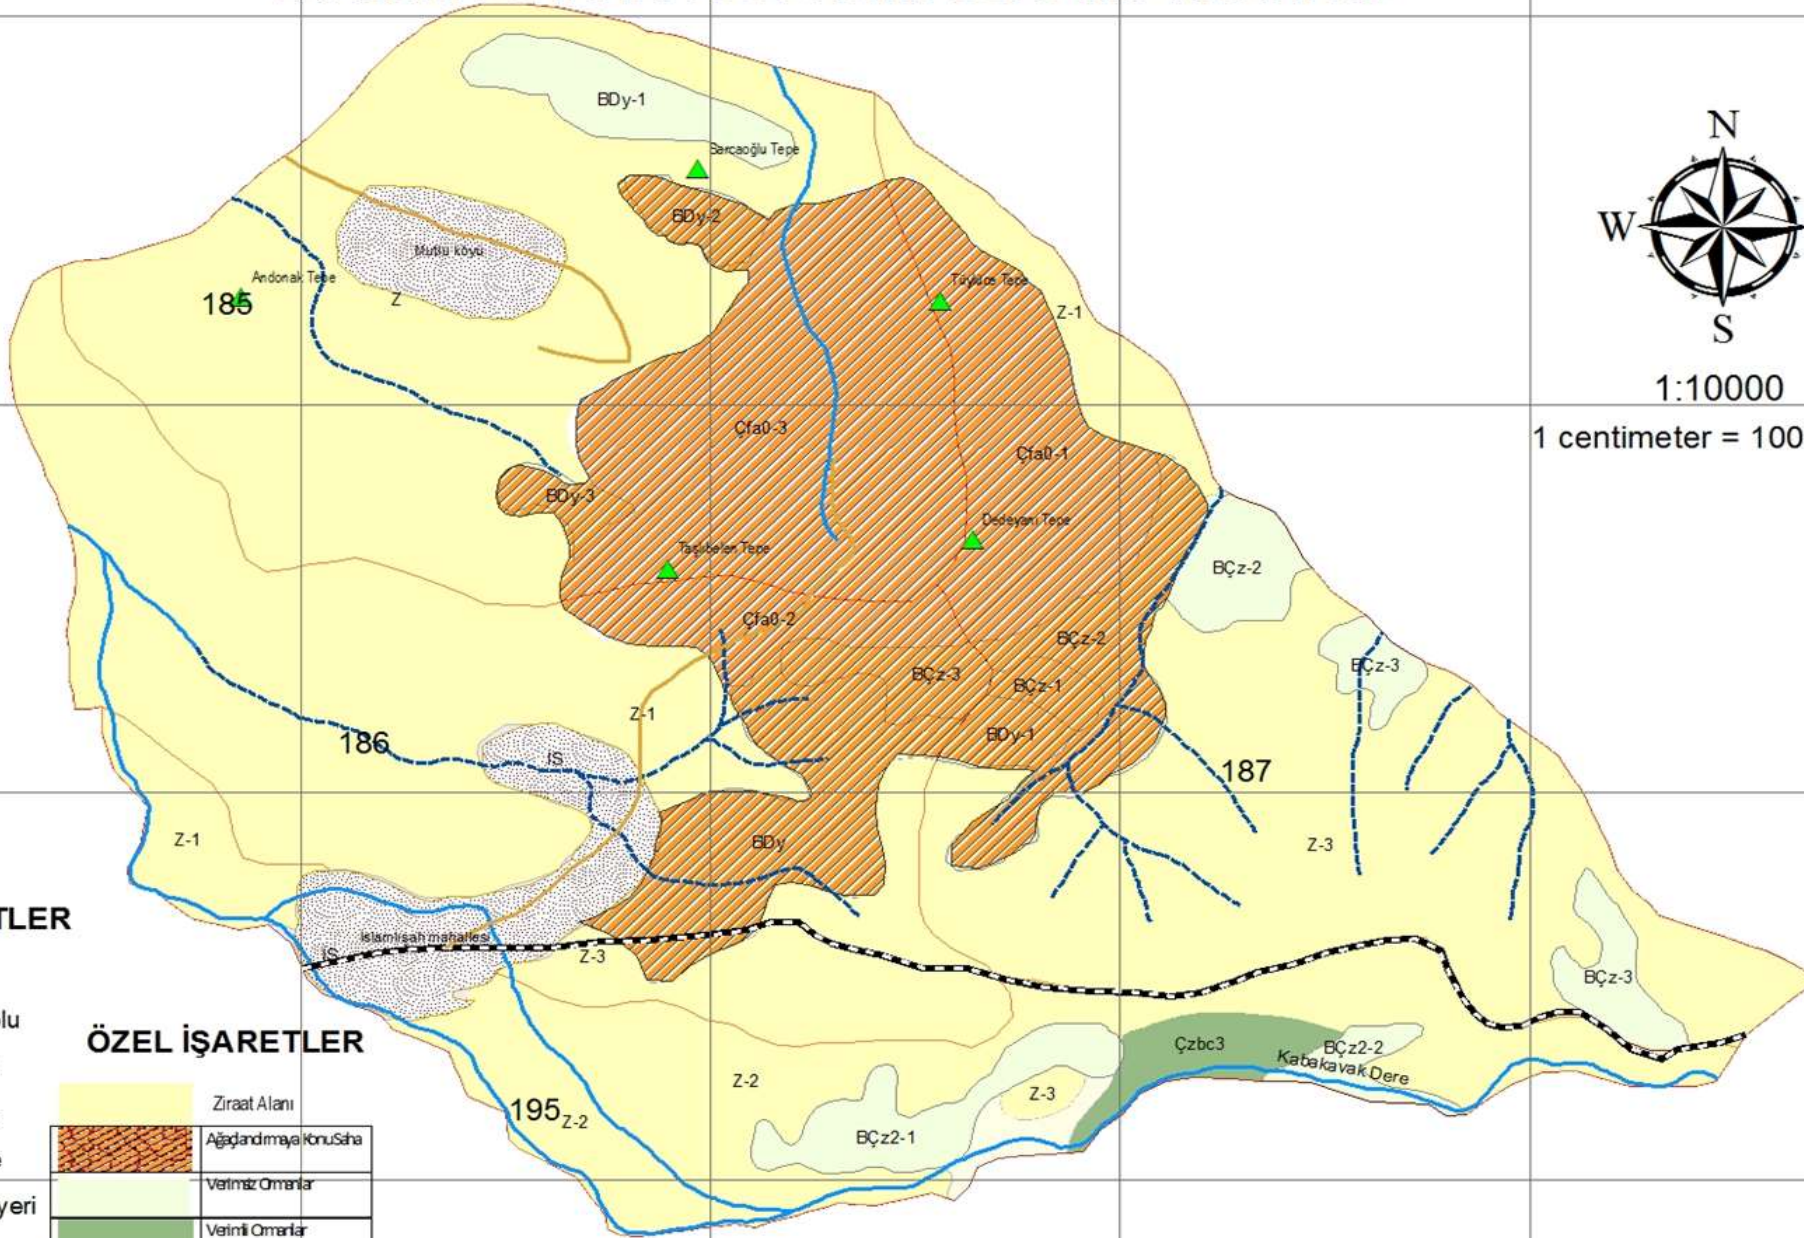 BDy-1
Sarcaoğlu Tepe
N
BDy-2
W
Mutlu köyü
Andonak Tepe
185
Z
Z-1
S
1:10000
Çfa0-3
1 centimeter = 100
Çfa0-1
BDy-3
Dedeyanı Tepe
Taşlıbelen Tepe
BÇz-2
Çfa0-2
BÇz-2
BÇz-3
BÇz-3
BÇz-1
Z-1
BDy-1
186
İS
187
Z-1
BDy
Z-3
TLER
İslamlısah mahallesi
İS
Z-3
BÇz-3
lu
ÖZEL İŞARETLER
Çzbc3
BÇz2-2
Kabakavak Dere
Z-2
Z-3
Ziraat Alanı
195
Z-2
BÇz2-1
Ağaçlandırmaya Konu Saha
Verimsiz Ormanlar
yeri
Verimli Ormanlar